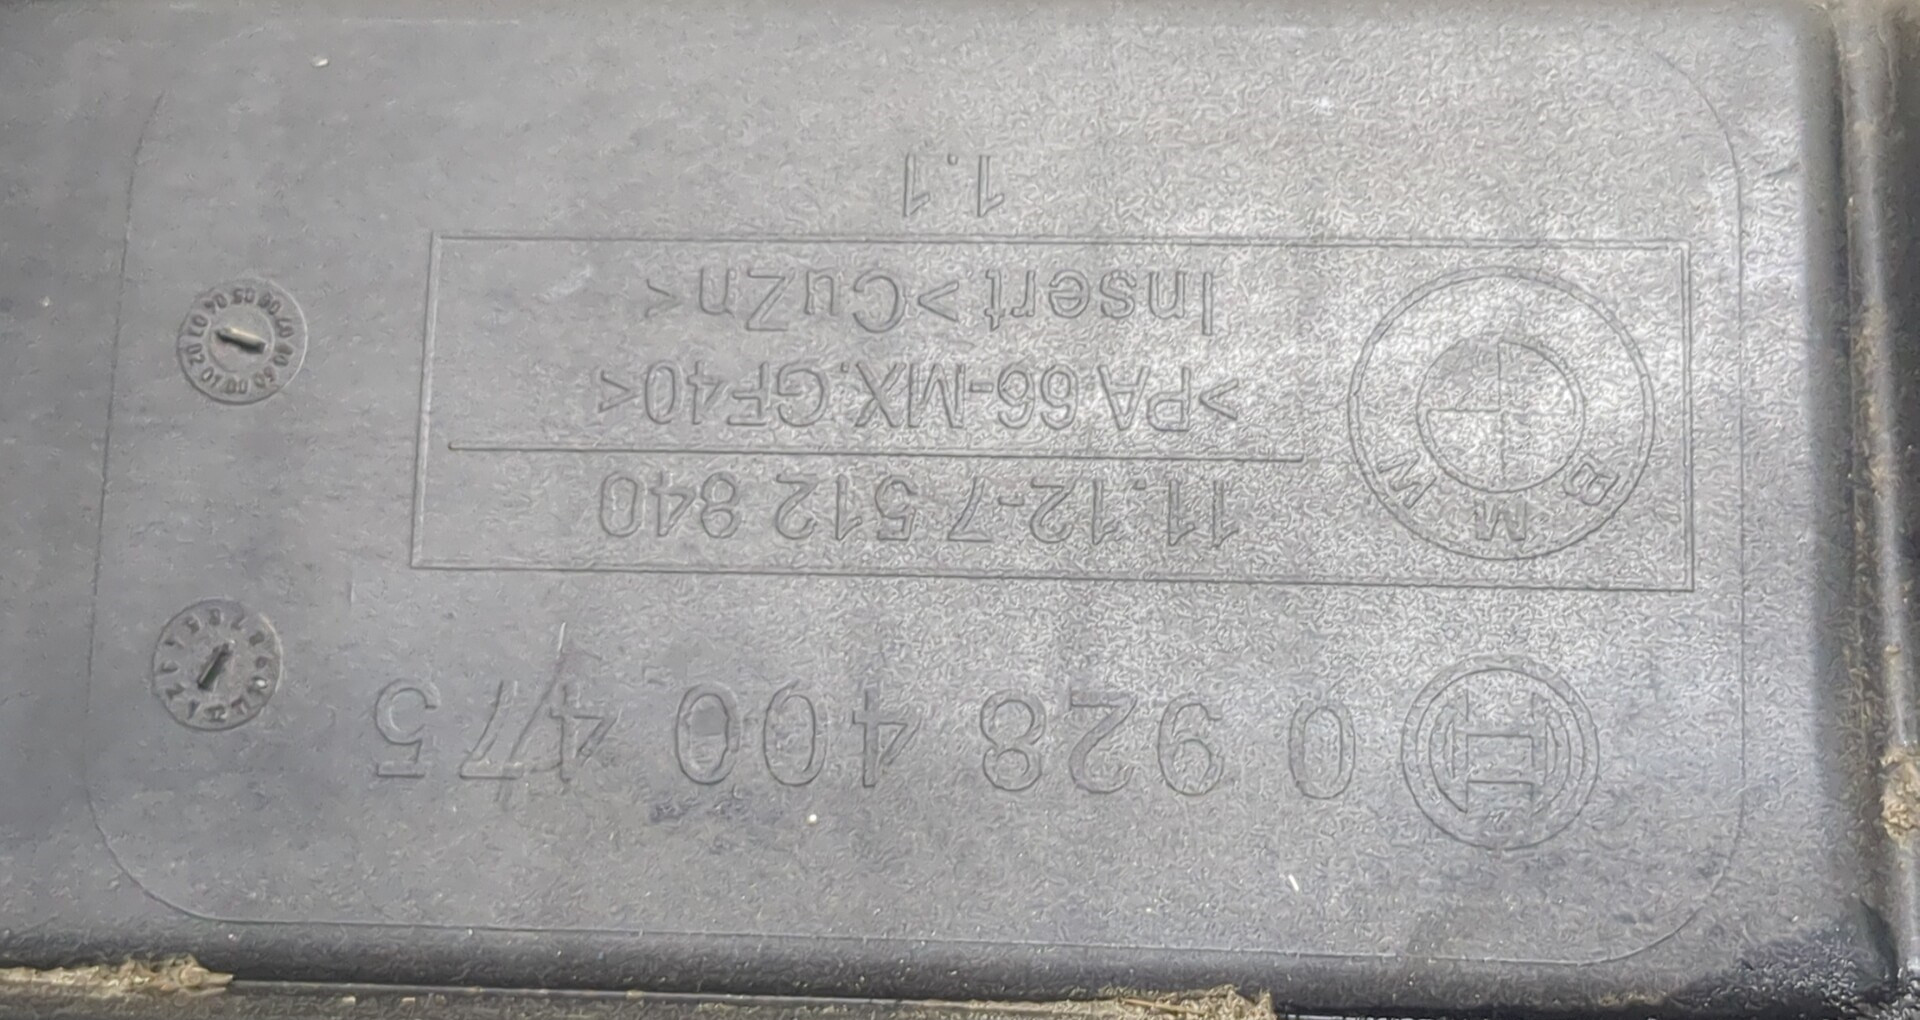 0 928 400 475
B M W
11.12-7 512 840
>PA 66-MX.GF40<
Insert >CuZn<
1.1